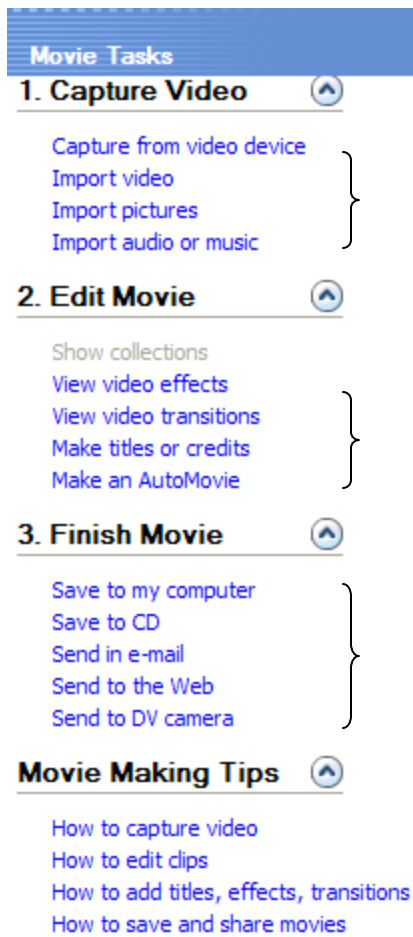 Movie Tasks
1. Capture Video
Capture from video device
Import video
Import pictures
Import audio or music
2. Edit Movie
Show collections
View video effects
View video transitions
Make titles or credits
Make an AutoMovie
3. Finish Movie
Save to my computer
Save to CD
Send in e-mail
Send to the Web
Send to DV camera
Movie Making Tips
How to capture video
How to edit clips
How to add titles, effects, transitions
How to save and share movies